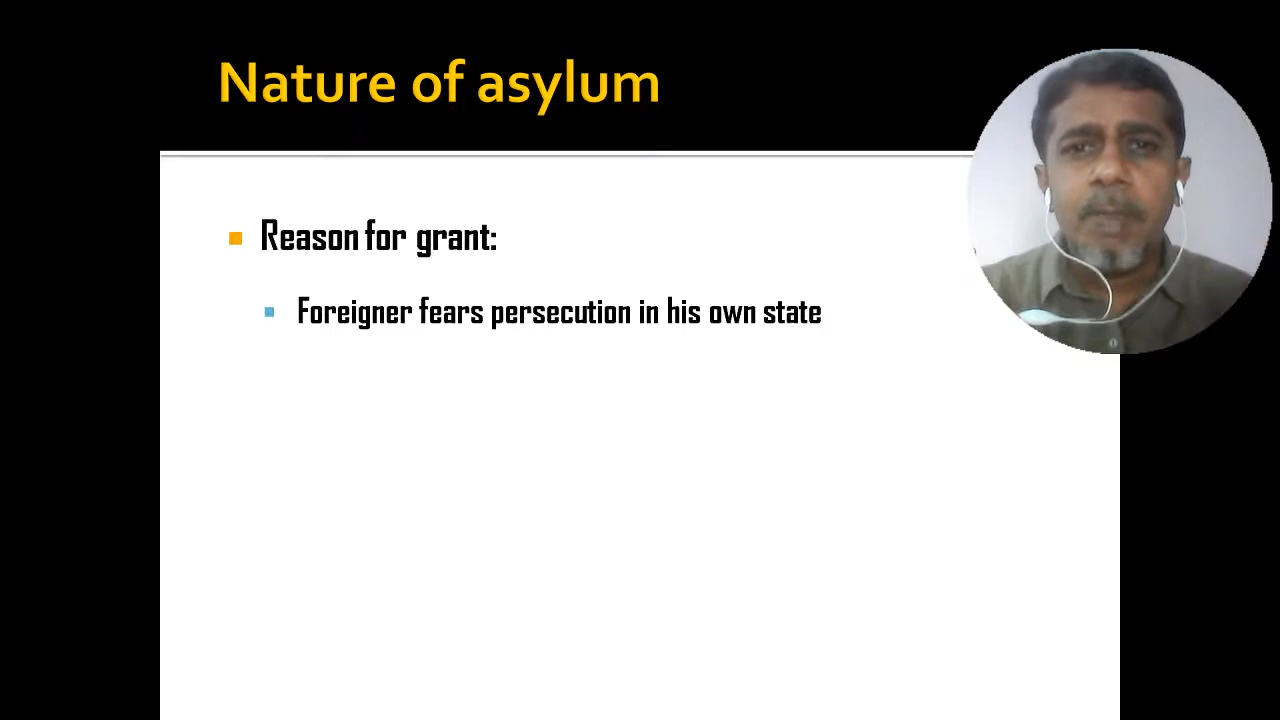 Nature of asylum
Reason for grant:
Foreigner fears persecution in his own state